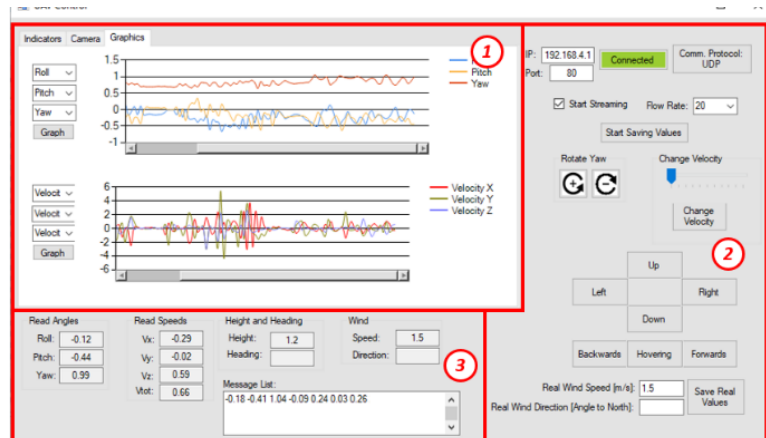 UAV Control
Indicators Camera Graphics
1
Roll
Pitch
Yaw
Graph
1.5
1
0.5
0
-0.5
-1
Pitch
Yaw
Velocit
Velocit
Velocit
Graph
6
4
2
0
-2
-4
-6
Velocity X
Velocity Y
Velocity Z
IP: 192.168.4.1
Port: 80
Connected
Comm. Protocol:
UDP
Start Streaming
Flow Rate: 20
Start Saving Values
Rotate Yaw
Change Velocity
Change
Velocity
2
Up
Left
Right
Down
Backwards Hovering Forwards
Real Wind Speed [m/s]: 1.5
Real Wind Direction [Angle to North]:
Save Real
Values
Read Angles
Roll: -0.12
Pitch: -0.44
Yaw: 0.99
Read Speeds
Vx: -0.29
Vy: -0.02
Vz: 0.59
Vtot: 0.66
Height and Heading
Height: 1.2
Heading:
Wind
Speed: 1.5
Direction:
3
Message List:
-0.18 -0.41 1.04 -0.09 0.24 0.03 0.26